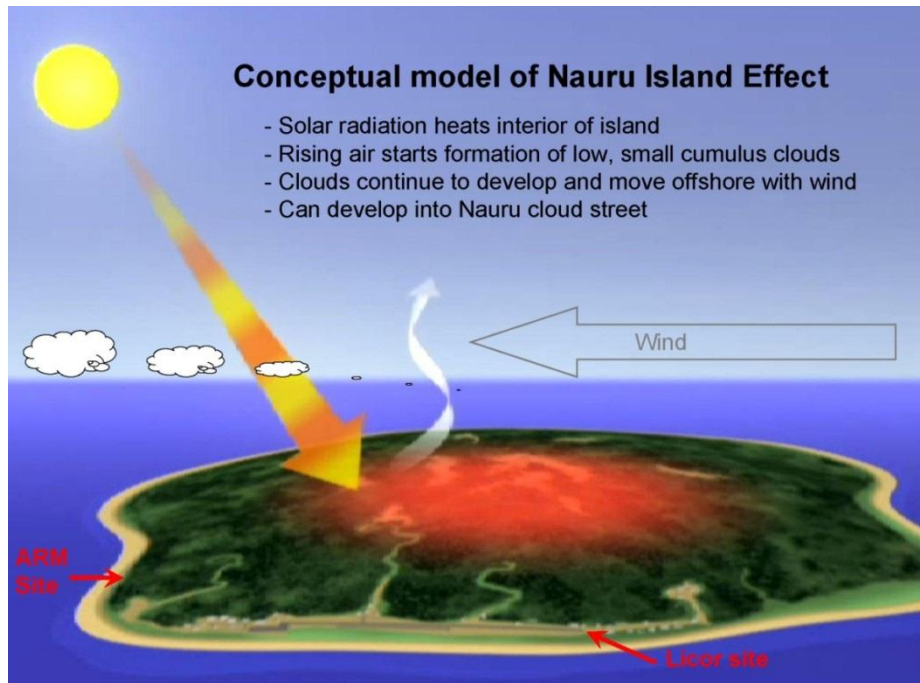 Conceptual model of Nauru Island Effect
- Solar radiation heats interior of island
- Rising air starts formation of low, small cumulus clouds
- Clouds continue to develop and move offshore with wind
- Can develop into Nauru cloud street
Wind
ARM
Site
Licor site